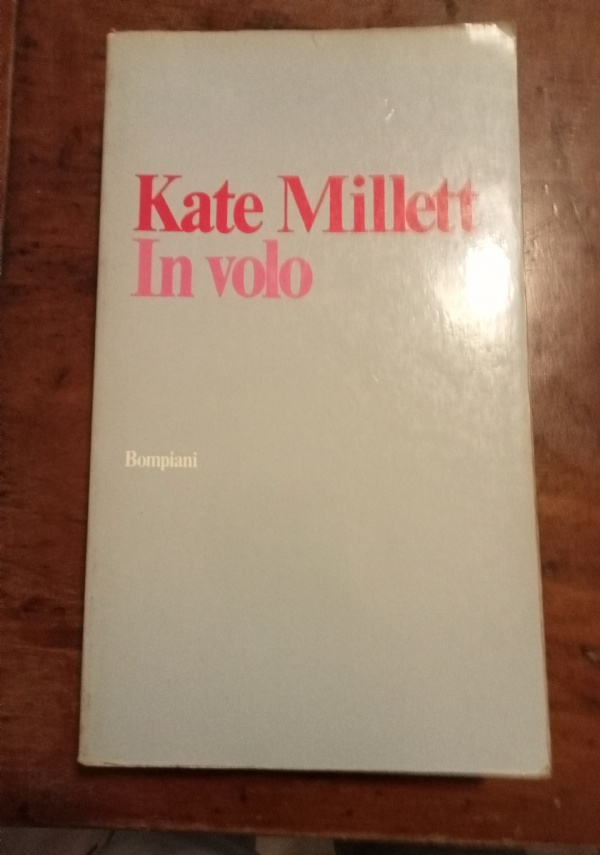 Kate Millett
In volo
Bompiani